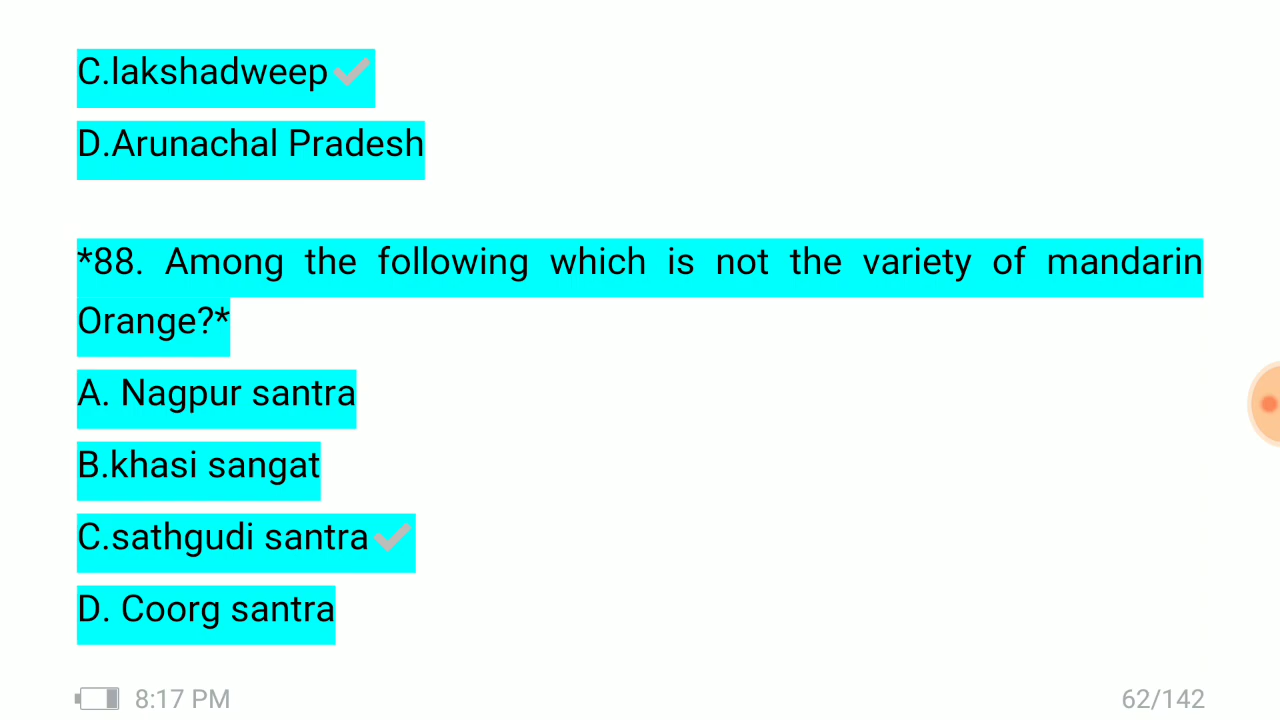 C.lakshadweep✔
D.Arunachal Pradesh
*88. Among the following which is not the variety of mandarin
Orange?*
A. Nagpur santra
B.khasi sangat
C.sathgudi santra✔
D. Coorg santra
8:17 PM
62/142